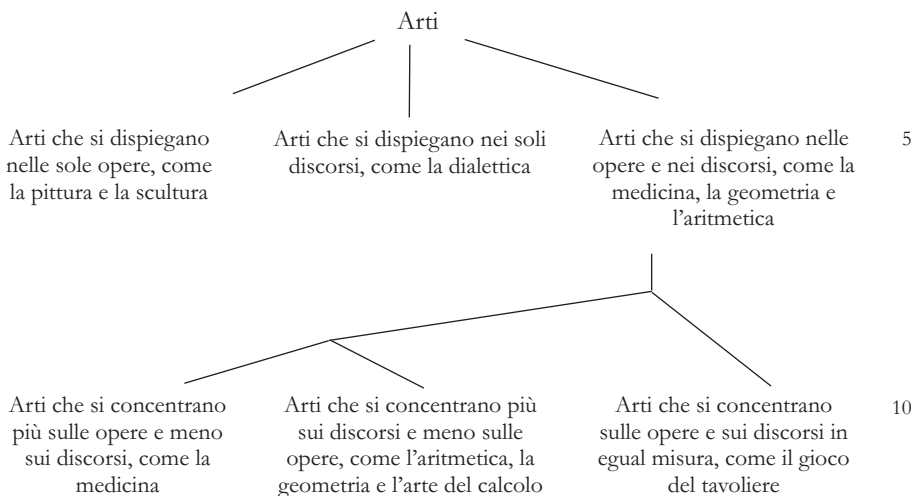 Arti
Arti che si dispiegano
nelle sole opere, come
la pittura e la scultura
Arti che si dispiegano nei soli
discorsi, come la dialettica
Arti che si dispiegano nelle
opere e nei discorsi, come la
medicina, la geometria e
l’aritmetica
5
Arti che si concentrano
più sulle opere e meno
sui discorsi, come la
medicina
Arti che si concentrano più
sui discorsi e meno sulle
opere, come l’aritmetica, la
geometria e l’arte del calcolo
Arti che si concentrano
sulle opere e sui discorsi in
egual misura, come il gioco
del tavoliere
10